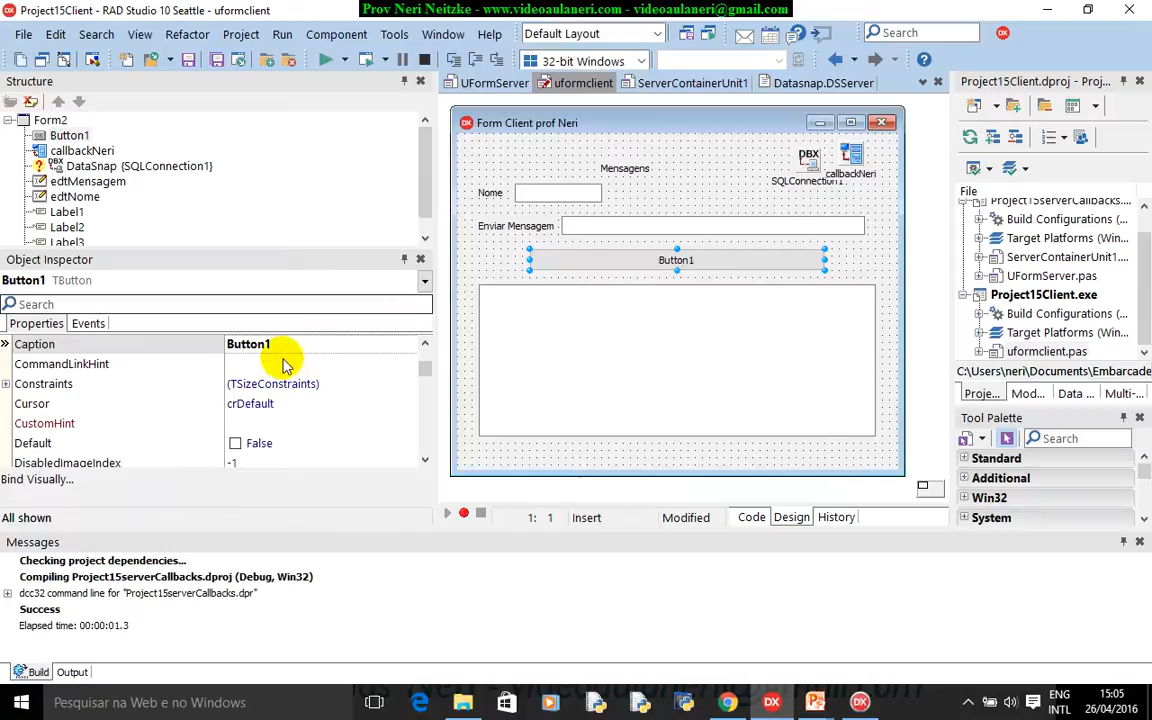 Project15Client - RAD Studio 10 Seattle - uformclient
Prov Neri Neitzke - www.videoaulaneri.com - videoaulaneri@gmail.com
File Edit Search View Refactor Project Run Component Tools Window Help
Default Layout
Search
32-bit Windows
Structure
Form2
Button1
callbackNeri
DataSnap {SQLConnection1}
edtMensagem
edtNome
Label1
Label2
Label3
Object Inspector
Button1 TButton
Search
Properties Events
Caption Button1
CommandLinkHint
Constraints (TSizeConstraints)
Cursor crDefault
CustomHint
Default False
DisabledImageIndex -1
Bind Visually...
All shown
UFormServer uformclient ServerContainerUnit1 Datasnap.DSServer
Form Client prof Neri
Mensagens
DBX
SQLConnection1
callbackNeri
Nome
Enviar Mensagem
Button1
1: 1 Insert Modified Code Design History
Project15Client.dproj - Proj...
File
Project15serverCallbacks....
Build Configurations (...
Target Platforms (Win...
ServerContainerUnit1....
UFormServer.pas
Project15Client.exe
Build Configurations (...
Target Platforms (Win...
uformclient.pas
C:\Users\neri\Documents\Embarcade
Proje... Mod... Data ... Multi-...
Tool Palette
Search
Standard
Additional
Win32
System
Messages
Checking project dependencies...
Compiling Project15serverCallbacks.dproj (Debug, Win32)
dcc32 command line for "Project15serverCallbacks.dpr"
Success
Elapsed time: 00:00:01.3
Build Output
Pesquisar na Web e no Windows
ENG
INTL
15:05
26/04/2016